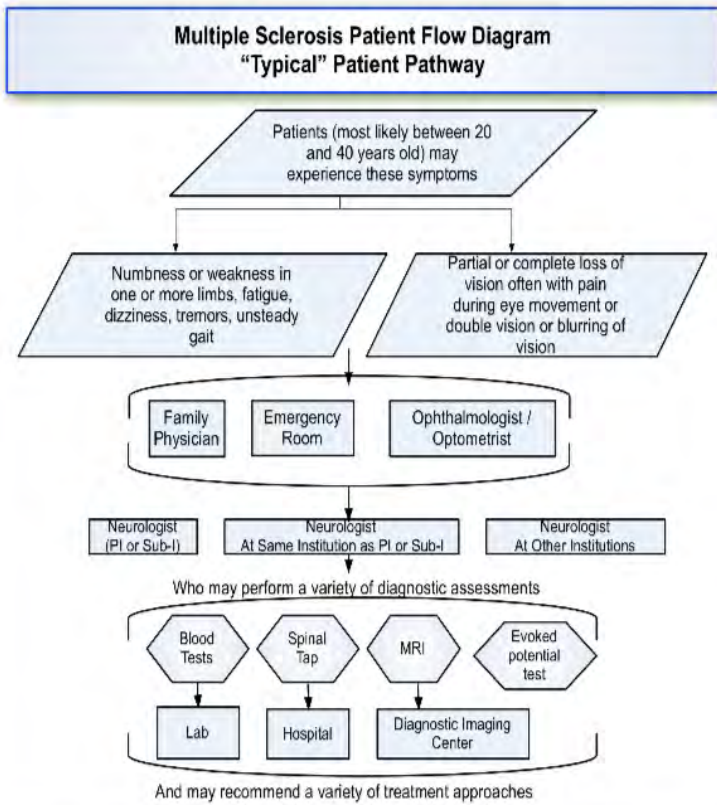 Multiple Sclerosis Patient Flow Diagram
“Typical” Patient Pathway
Patients (most likely between 20
and 40 years old) may
experience these symptoms
Numbness or weakness in
one or more limbs, fatigue,
dizziness, tremors, unsteady
gait
Partial or complete loss of
vision often with pain
during eye movement or
double vision or blurring of
vision
Family
Physician
Emergency
Room
Ophthalmologist /
Optometrist
Neurologist
(PI or Sub-I)
Neurologist
At Same Institution as PI or Sub-I
Neurologist
At Other Institutions
Who may perform a variety of diagnostic assessments
Blood
Tests
Spinal
Tap
MRI
Evoked
potential
test
Lab
Hospital
Diagnostic Imaging
Center
And may recommend a variety of treatment approaches